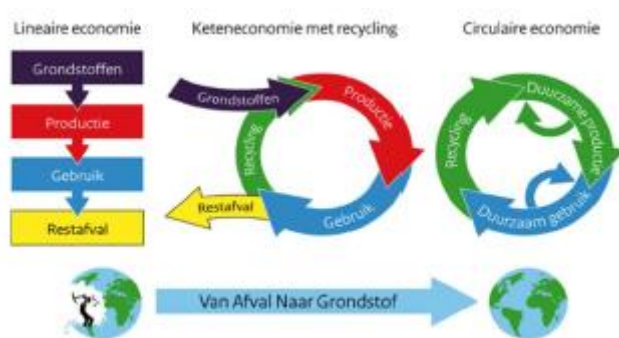 Lineaire economie
Keteneconomie met recycling
Circulaire economie
Grondstoffen
Productie
Gebruik
Restafval
Grondstoffen
Productie
Gebruik
Recycling
Restafval
Recycling
Duurzame productie
Duurzaam gebruik
Van Afval Naar Grondstof